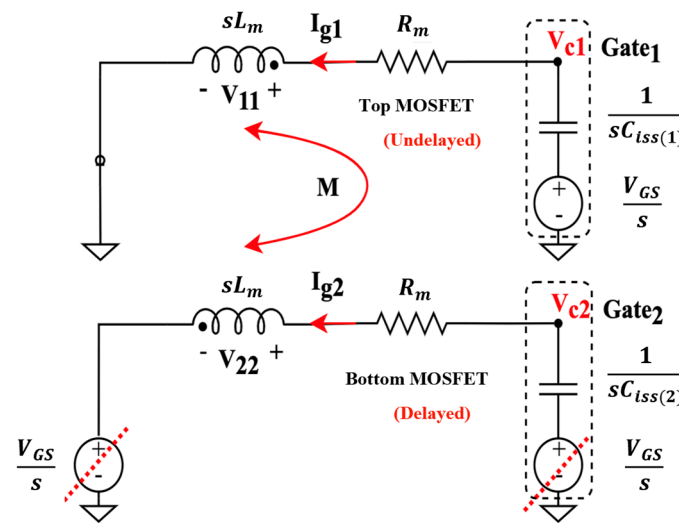 sLm Ig1 Rm Vc1 Gate1
- V11 +
Top MOSFET
(Undelayed)
1
sCiss(1)
M
+
-
VGS
s
sLm Ig2 Rm Vc2 Gate2
- V22 +
Bottom MOSFET
(Delayed)
1
sCiss(2)
VGS
s
+
-
+
-
VGS
s